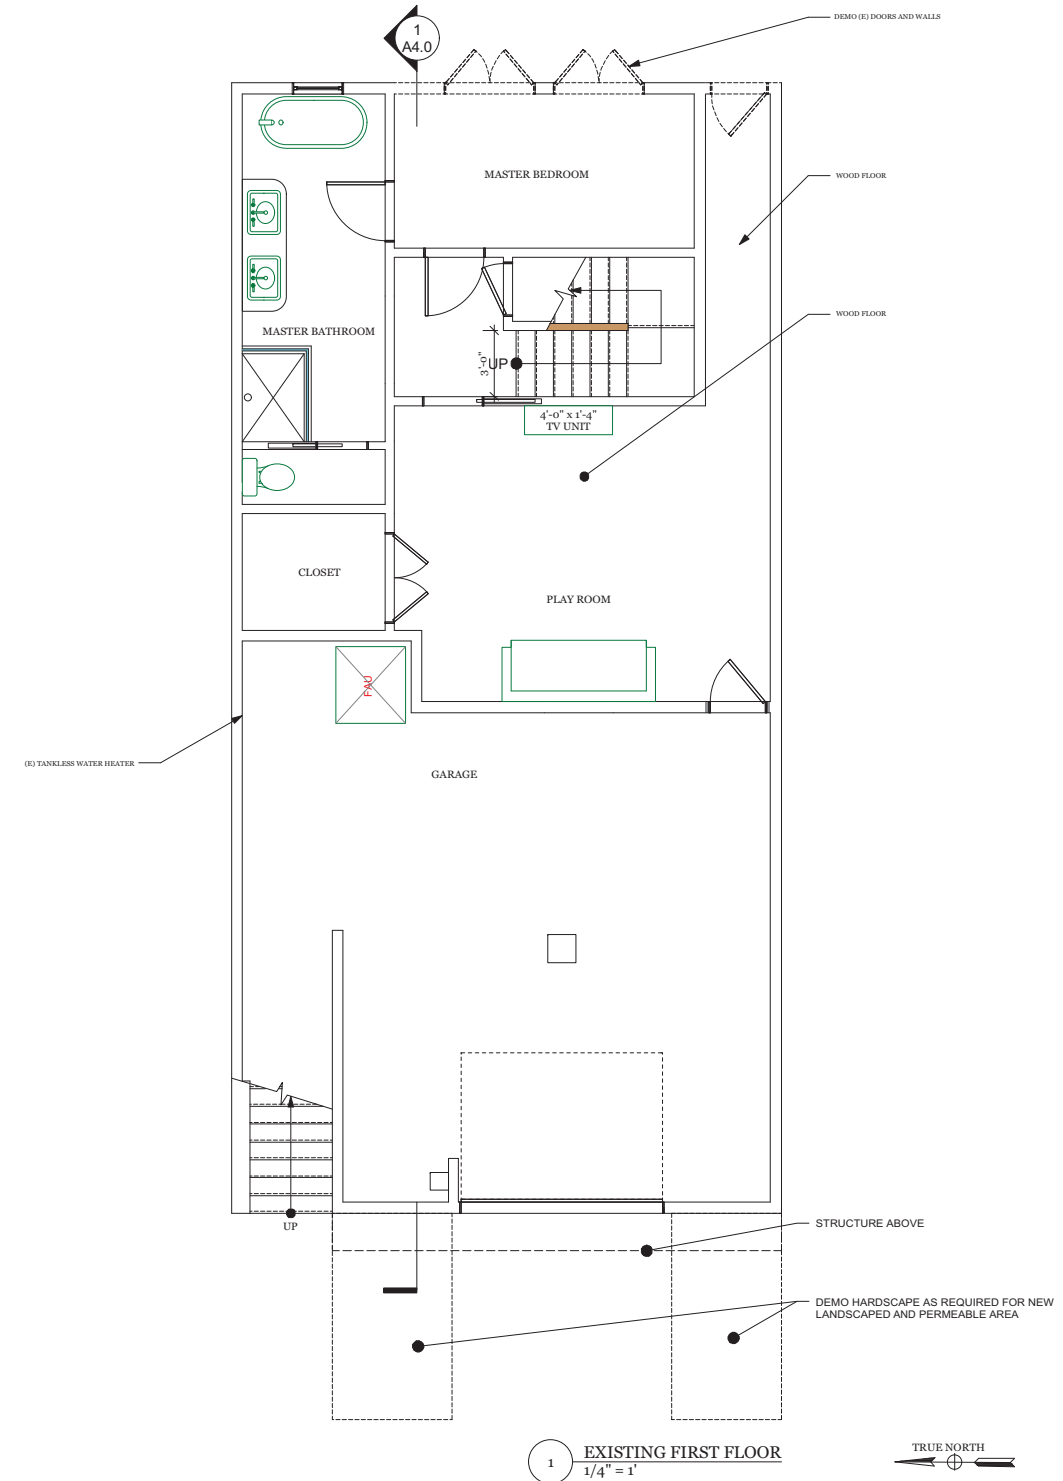 1
A4.0
DEMO (E) DOORS AND WALLS
MASTER BEDROOM
WOOD FLOOR
WOOD FLOOR
MASTER BATHROOM
3'-0"
UP
4'-0" x 1'-4"
TV UNIT
CLOSET
PLAY ROOM
FAU
(E) TANKLESS WATER HEATER
GARAGE
UP
STRUCTURE ABOVE
DEMO HARDSCAPE AS REQUIRED FOR NEW
LANDSCAPED AND PERMEABLE AREA
1
EXISTING FIRST FLOOR
1/4" = 1'
TRUE NORTH